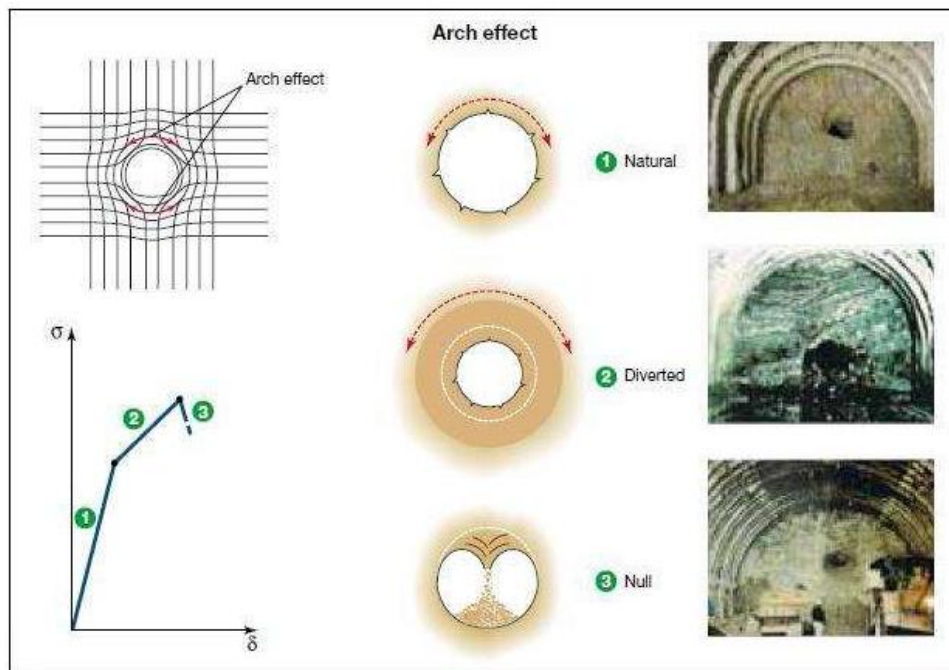 Arch effect
Arch effect
1 Natural
σ
2
3
2 Diverted
1
3 Null
δ